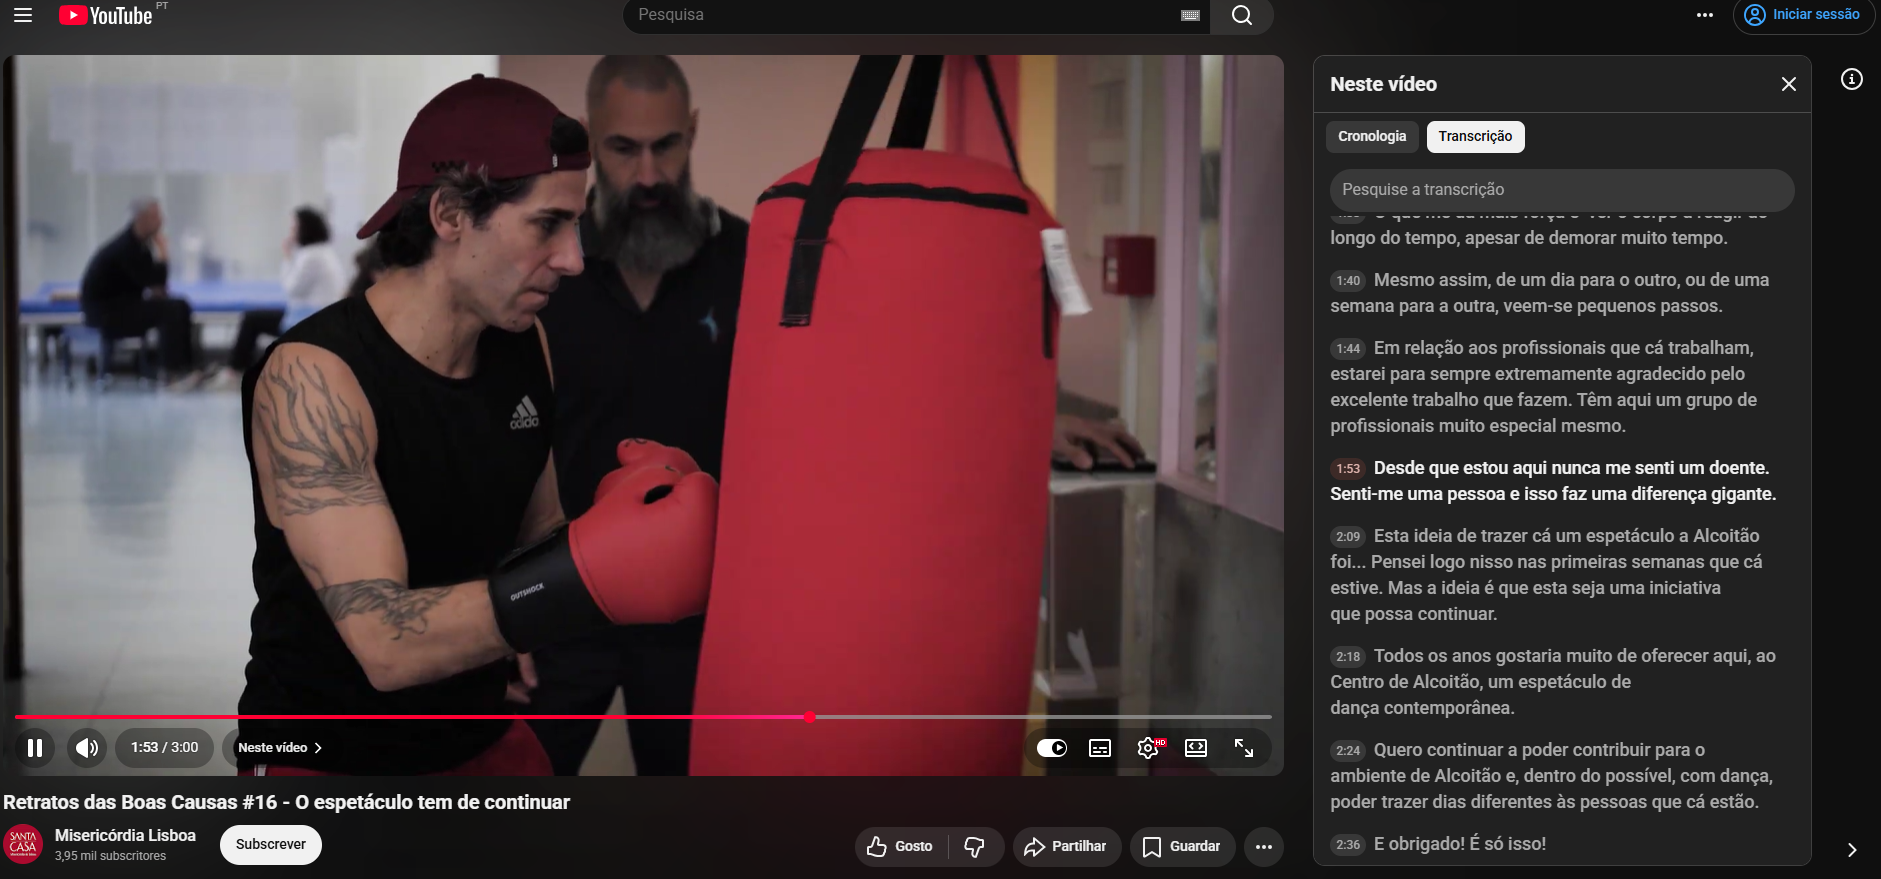 YouTube PT
Pesquisa
Iniciar sessão
adidas
OUTSHOCK
1:53 / 3:00
Neste vídeo
HD
Retratos das Boas Causas #16 - O espetáculo tem de continuar
SANTA
CASA
Misericórdia Lisboa
3,95 mil subscritores
Subscrever
Gosto
Partilhar
Guardar
Neste vídeo
Cronologia
Transcrição
Pesquise a transcrição
longo do tempo, apesar de demorar muito tempo.
1:40 Mesmo assim, de um dia para o outro, ou de uma
semana para a outra, veem-se pequenos passos.
1:44 Em relação aos profissionais que cá trabalham,
estarei para sempre extremamente agradecido pelo
excelente trabalho que fazem. Têm aqui um grupo de
profissionais muito especial mesmo.
1:53 Desde que estou aqui nunca me senti um doente.
Senti-me uma pessoa e isso faz uma diferença gigante.
2:09 Esta ideia de trazer cá um espetáculo a Alcoitão
foi... Pensei logo nisso nas primeiras semanas que cá
estive. Mas a ideia é que esta seja uma iniciativa
que possa continuar.
2:18 Todos os anos gostaria muito de oferecer aqui, ao
Centro de Alcoitão, um espetáculo de
dança contemporânea.
2:24 Quero continuar a poder contribuir para o
ambiente de Alcoitão e, dentro do possível, com dança,
poder trazer dias diferentes às pessoas que cá estão.
2:36 E obrigado! É só isso!